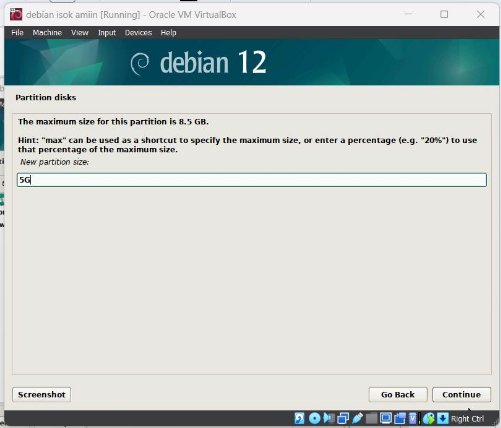 debian isok amiin [Running] - Oracle VM VirtualBox
File Machine View Input Devices Help
debian 12
Partition disks
The maximum size for this partition is 8.5 GB.
Hint: "max" can be used as a shortcut to specify the maximum size, or enter a percentage (e.g. "20%") to use
that percentage of the maximum size.
New partition size:
5G
Screenshot Go Back Continue
Right Ctrl